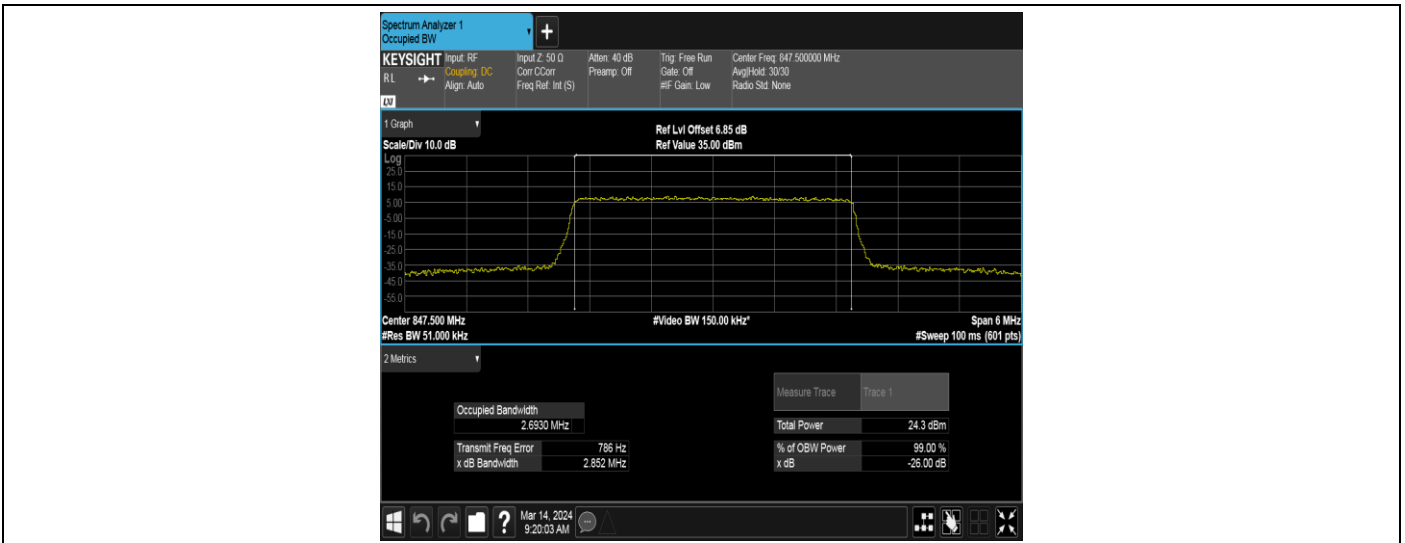 Spectrum Analyzer 1
Occupied BW
+
KEYSIGHT Input: RF Input Z: 50 Ω Atten: 40 dB Trig: Free Run Center Freq: 847.500000 MHz
RL Coupling: DC Corr CCorr Preamp: Off Gate: Off Avg|Hold: 30/30
Align: Auto Freq Ref: Int (S) #IF Gain: Low Radio Std: None
LXI
1 Graph
Ref Lvl Offset 6.85 dB
Scale/Div 10.0 dB Ref Value 35.00 dBm
Log
25.0
15.0
5.00
-5.00
-15.0
-25.0
-35.0
-45.0
-55.0
Center 847.500 MHz #Video BW 150.00 kHz* Span 6 MHz
#Res BW 51.000 kHz #Sweep 100 ms (601 pts)
2 Metrics
Measure Trace Trace 1
Occupied Bandwidth
2.6930 MHz Total Power 24.3 dBm
Transmit Freq Error 786 Hz % of OBW Power 99.00 %
x dB Bandwidth 2.852 MHz x dB -26.00 dB
? Mar 14, 2024
9:20:03 AM